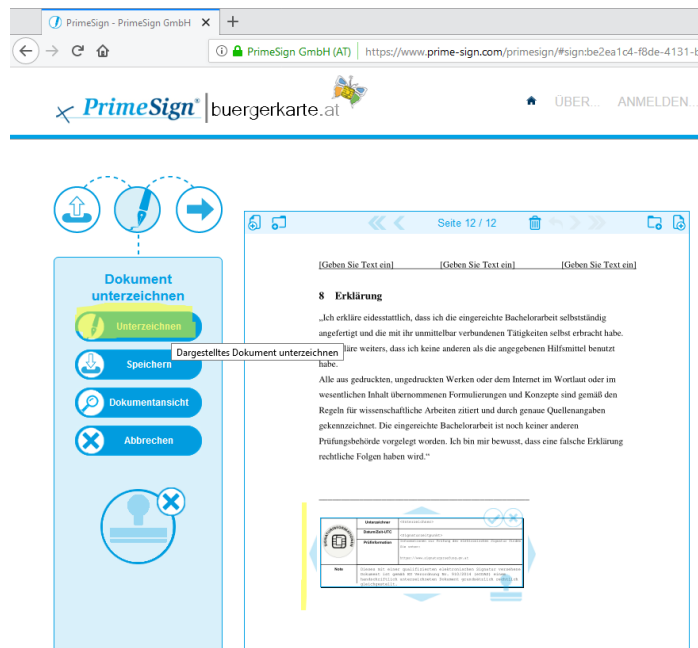 PrimeSign - PrimeSign GmbH
PrimeSign GmbH (AT) https://www.prime-sign.com/primesign/#sign:be2ea1c4-f8de-4131-b
PrimeSign® buergerkarte.at
ÜBER... ANMELDEN...
Seite 12 / 12
Dokument
unterzeichnen
Unterzeichnen
Dargestelltes Dokument unterzeichnen
Speichern
Dokumentansicht
Abbrechen
[Geben Sie Text ein] [Geben Sie Text ein] [Geben Sie Text ein]
8 Erklärung
„Ich erkläre eidesstattlich, dass ich die eingereichte Bachelorarbeit selbstständig
angefertigt und die mit ihr unmittelbar verbundenen Tätigkeiten selbst erbracht habe.
läre weiters, dass ich keine anderen als die angegebenen Hilfsmittel benutzt
habe.
Alle aus gedruckten, ungedruckten Werken oder dem Internet im Wortlaut oder im
wesentlichen Inhalt übernommenen Formulierungen und Konzepte sind gemäß den
Regeln für wissenschaftliche Arbeiten zitiert und durch genaue Quellenangaben
gekennzeichnet. Die eingereichte Bachelorarbeit ist noch keiner anderen
Prüfungsbehörde vorgelegt worden. Ich bin mir bewusst, dass eine falsche Erklärung
rechtliche Folgen haben wird.“
Unterzeichner
Datum/Zeit-UTC
Prüfinformation
Note